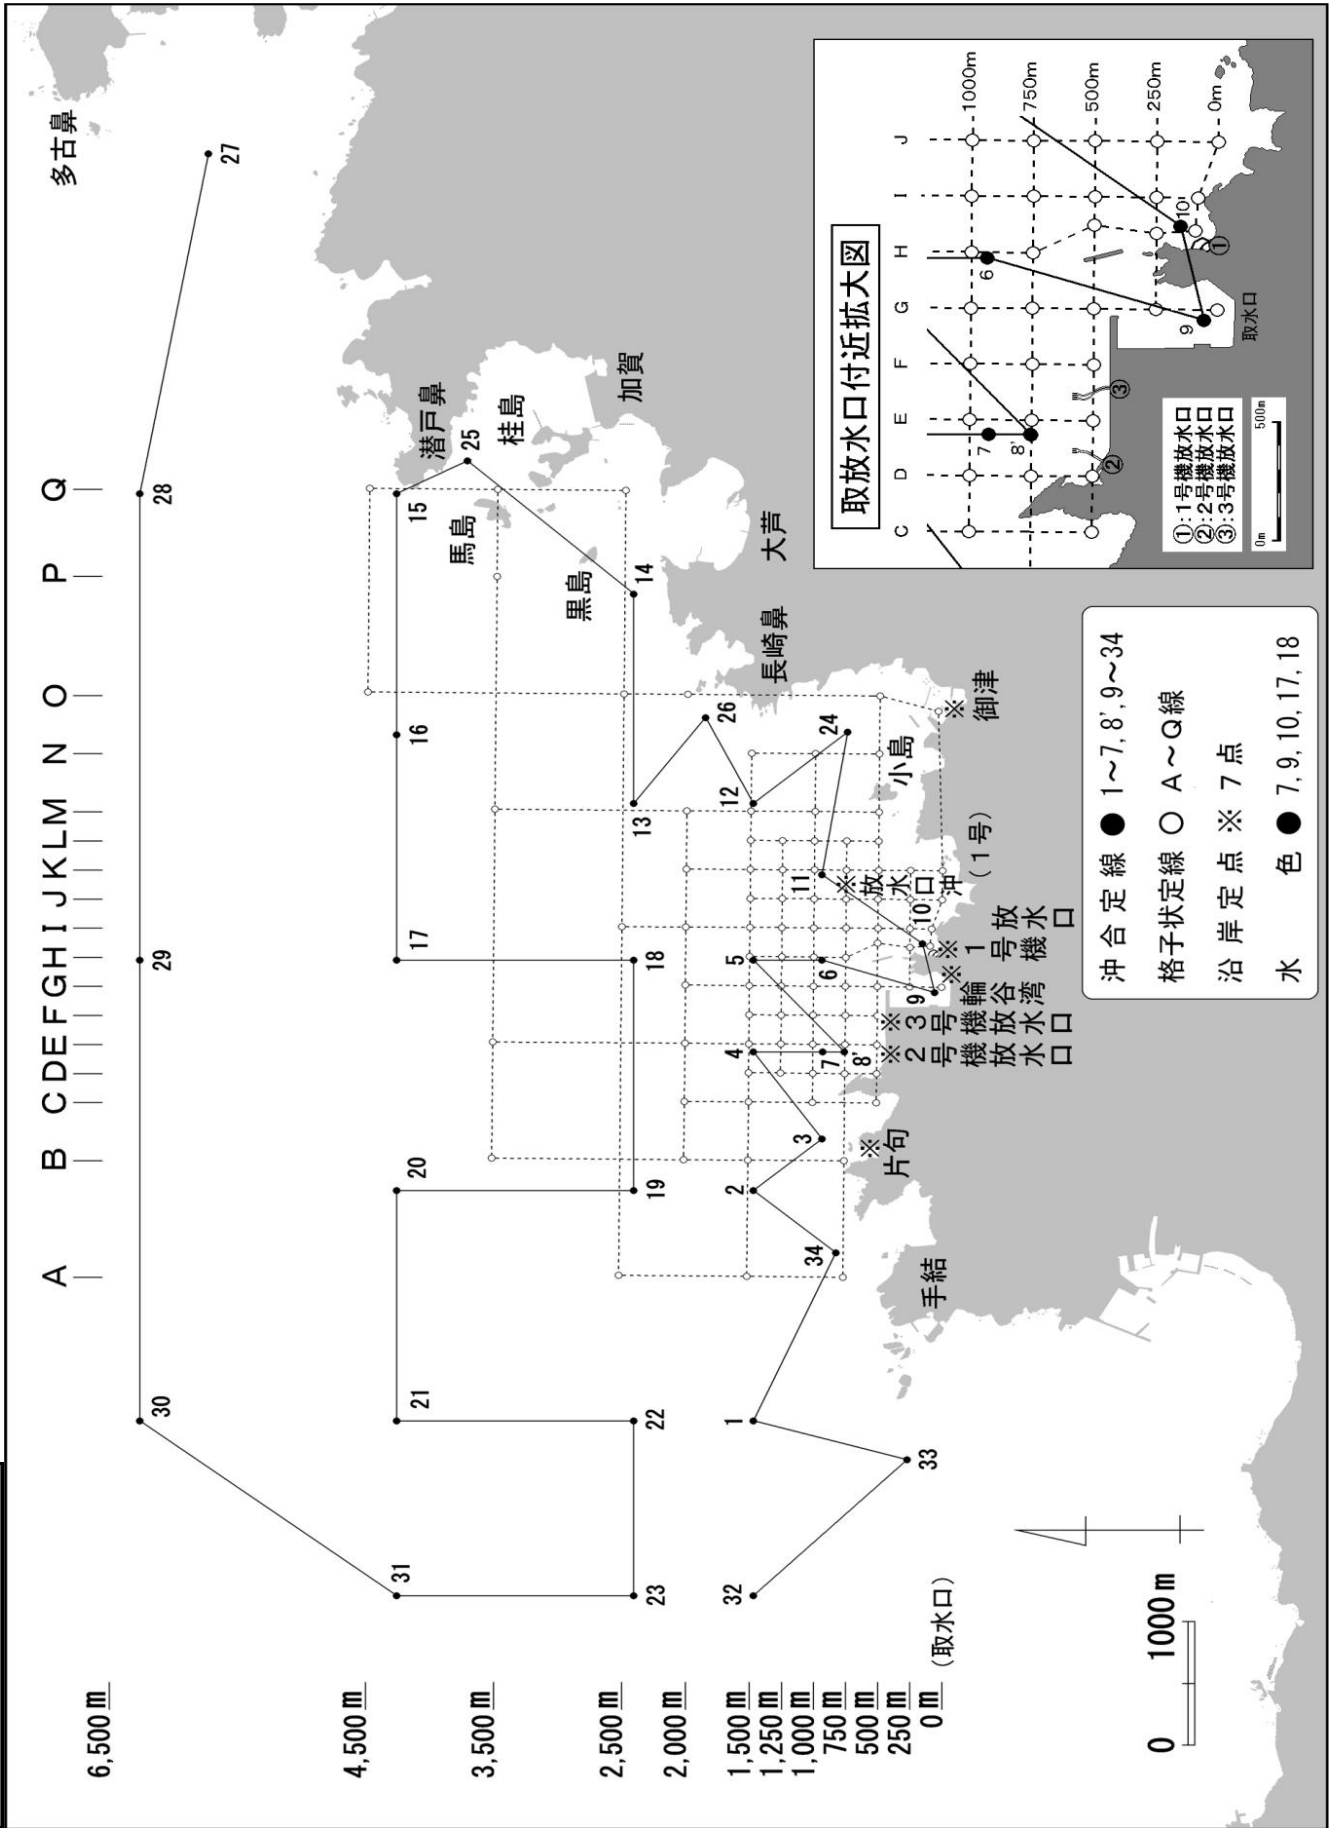 6,500m
4,500m
3,500m
2,500m
2,000m
1,500m
1,250m
1,000m
750m
500m
250m
0m
(取水口)
A
B
C
D
E
F
G
H
I
J
K
L
M
N
O
P
Q
30
29
28
27
多古鼻
31
21
20
17
16
15
潜戸鼻
25
桂島
馬島
加賀
23
22
19
18
13
14
黒島
大芦
長崎鼻
26
32
1
2
4
5
12
34
3
7
8'
6
11
24
小島
33
9
10
手結
※
片句
※2号機放水口
※3号機放水口
※輪谷湾
※1号機放水口
※放水口沖(1号)
※
御津
0 1000m
沖合定線 ● 1~7, 8', 9~34
格子状定線 ○ A~Q線
沿岸定点 ※ 7点
水色 ● 7, 9, 10, 17, 18
取放水口付近拡大図
C
D
E
F
G
H
I
J
1000m
750m
500m
250m
0m
7
8'
6
9
10
①
②
③
取水口
①:1号機放水口
②:2号機放水口
③:3号機放水口
0m 500m